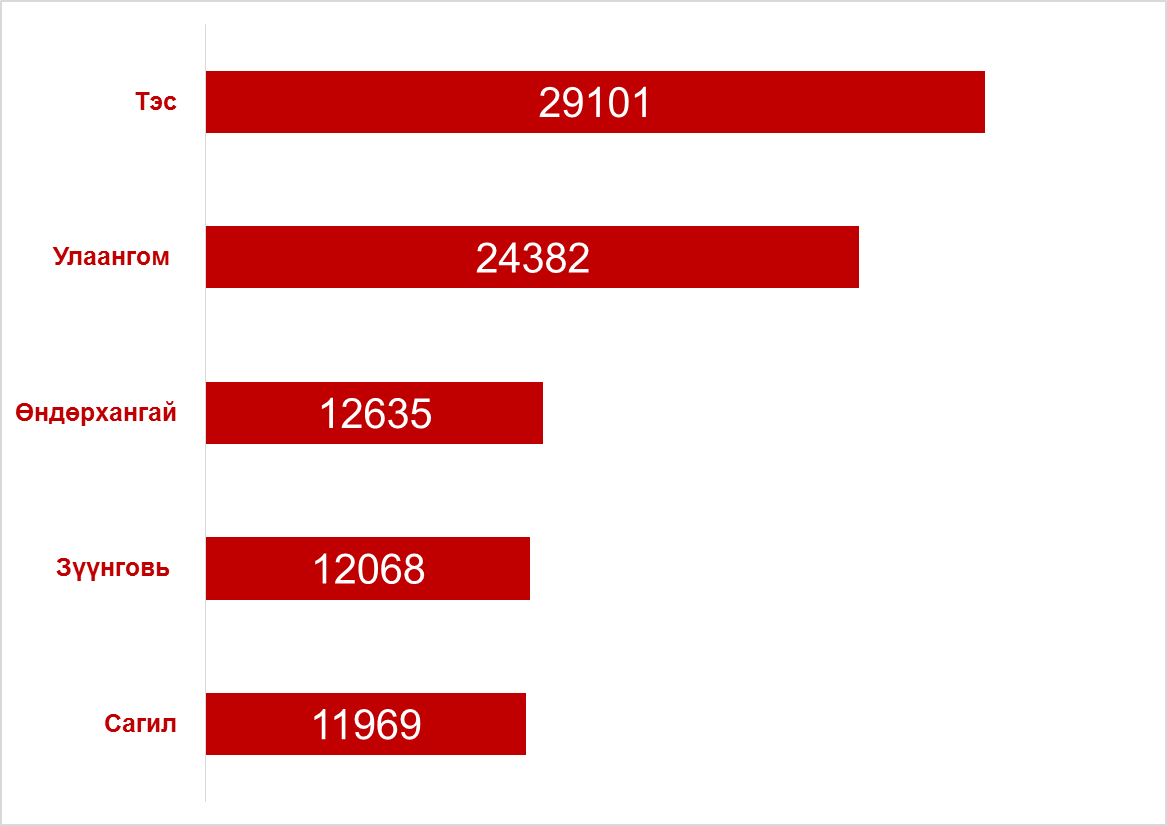 Тэс 29101
Улаангом 24382
Өндөрхангай 12635
Зүүнговь 12068
Сагил 11969